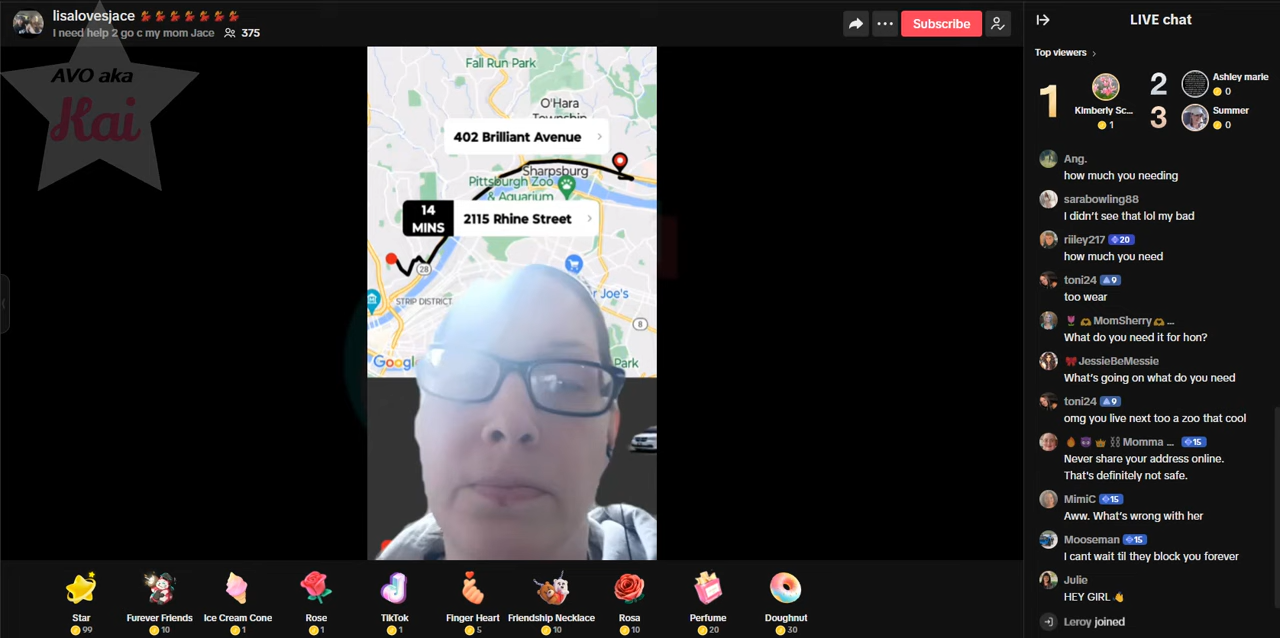 lisalovesjace
I need help 2 go c my mom Jace 375
Subscribe
AVO aka
Kai
Fall Run Park
O'Hara
Township
402 Brilliant Avenue
Sharpsburg
Pittsburgh Zoo
& Aquarium
14
MINS
2115 Rhine Street
28
STRIP DISTRICT
r Joe's
8
Google
Park
Star
99
Furever Friends
10
Ice Cream Cone
1
Rose
1
TikTok
1
Finger Heart
5
Friendship Necklace
10
Rosa
10
Perfume
20
Doughnut
30
LIVE chat
Top viewers
1
Kimberly Sc...
1
2
Ashley marie
0
3
Summer
0
Ang.
how much you needing
sarabowling88
I didn't see that lol my bad
riiley217 20
how much you need
toni24 9
too wear
MomSherry ...
What do you need it for hon?
JessieBeMessie
What's going on what do you need
toni24 9
omg you live next too a zoo that cool
Momma ... 15
Never share your address online.
That's definitely not safe.
MimiC 15
Aww. What's wrong with her
Mooseman 15
I cant wait til they block you forever
Julie
HEY GIRL 👋
Leroy joined